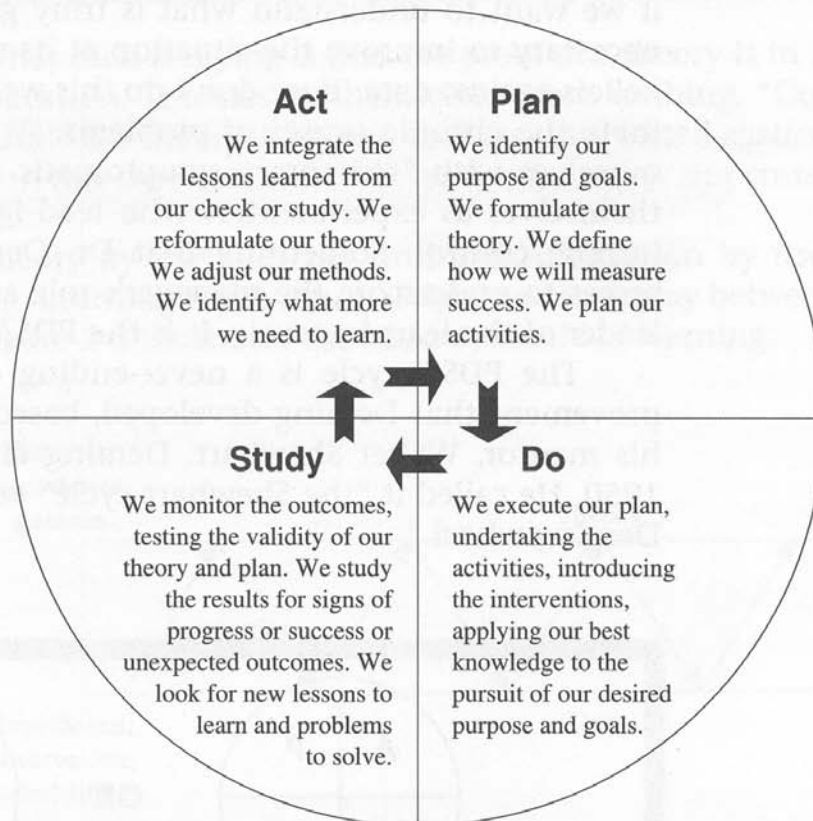 Act
We integrate the
lessons learned from
our check or study. We
reformulate our theory.
We adjust our methods.
We identify what more
we need to learn.
Plan
We identify our
purpose and goals.
We formulate our
theory. We define
how we will measure
success. We plan our
activities.
Study
We monitor the outcomes,
testing the validity of our
theory and plan. We study
the results for signs of
progress or success or
unexpected outcomes. We
look for new lessons to
learn and problems
to solve.
Do
We execute our plan,
undertaking the
activities, introducing
the interventions,
applying our best
knowledge to the
pursuit of our desired
purpose and goals.